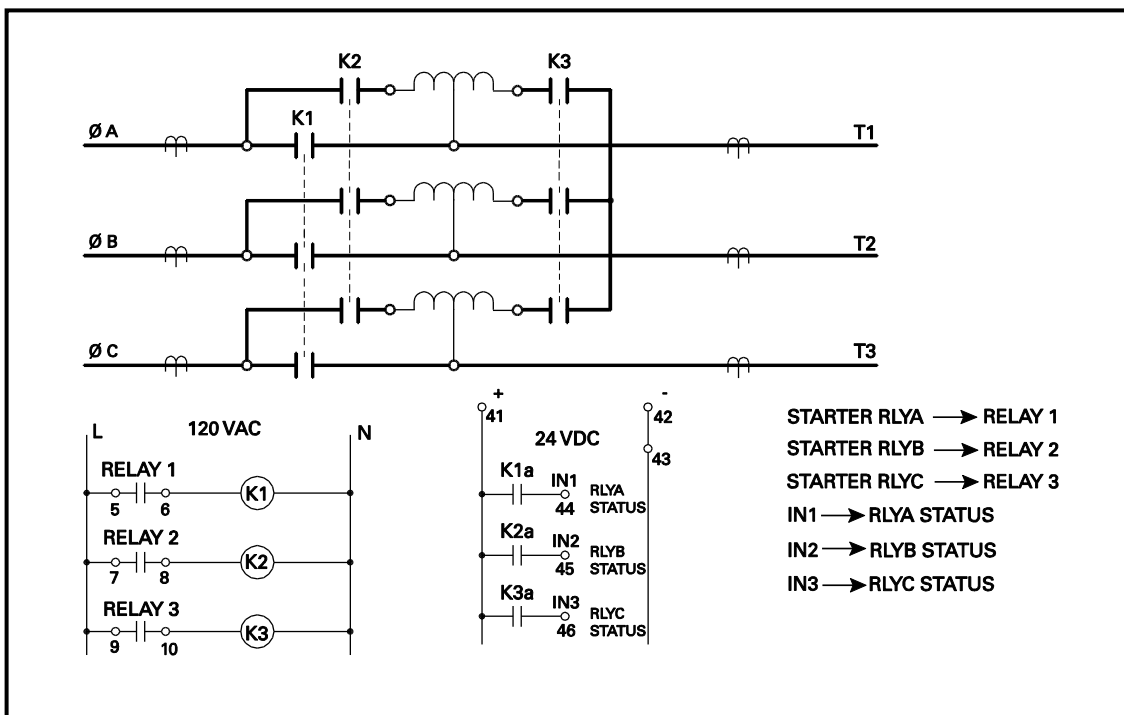 K2
K3
K1
Ø A
T1
Ø B
T2
Ø C
T3
L
120 VAC
N
RELAY 1
5
6
K1
RELAY 2
7
8
K2
RELAY 3
9
10
K3
+
41
-
42
24 VDC
43
K1a
IN1
44
RLYA
STATUS
K2a
IN2
45
RLYB
STATUS
K3a
IN3
46
RLYC
STATUS
STARTER RLYA → RELAY 1
STARTER RLYB → RELAY 2
STARTER RLYC → RELAY 3
IN1 → RLYA STATUS
IN2 → RLYB STATUS
IN3 → RLYC STATUS